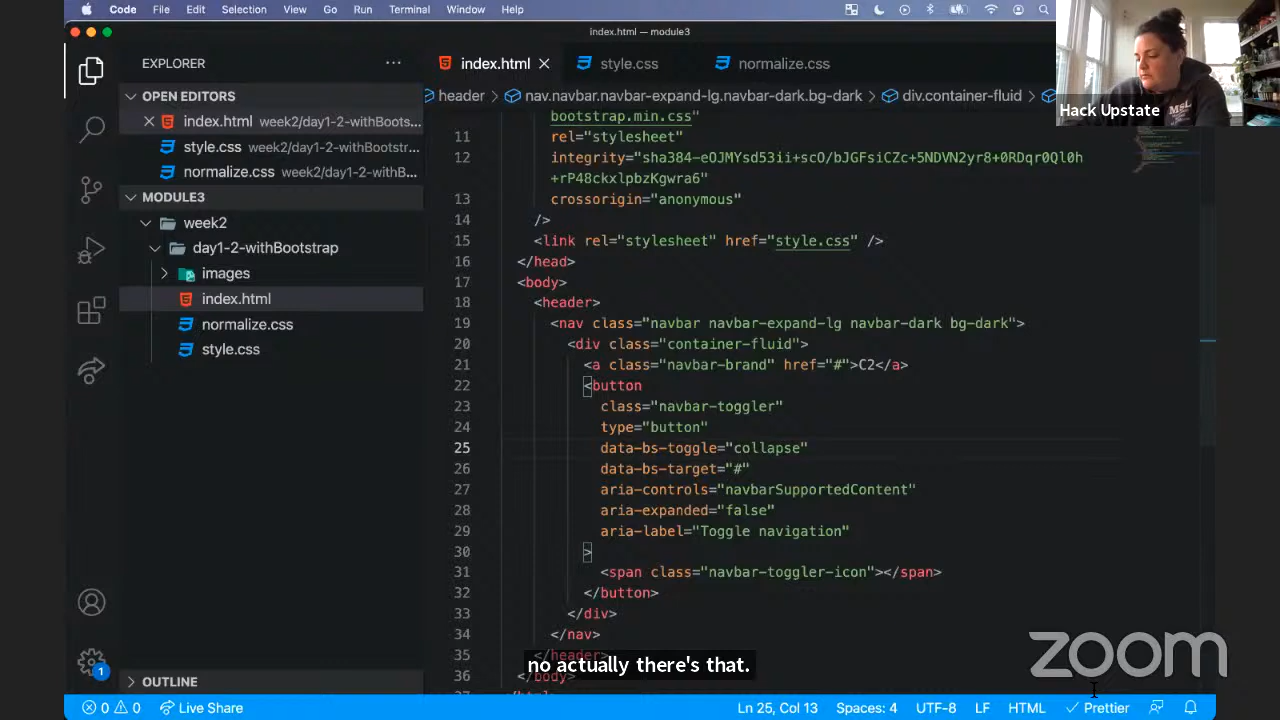 Code File Edit Selection View Go Run Terminal Window Help
index.html — module3
EXPLORER
index.html
style.css
normalize.css
OPEN EDITORS
header > nav.navbar.navbar-expand-lg.navbar-dark.bg-dark > div.container-fluid >
Hack Upstate
index.html week2/day1-2-withBoots...
style.css week2/day1-2-withBootstr...
normalize.css week2/day1-2-withB...
MODULE3
week2
day1-2-withBootstrap
images
index.html
normalize.css
style.css
bootstrap.min.css"
11 rel="stylesheet"
12 integrity="sha384-eOJMYsd53ii+scO/bJGFsiCZc+5NDVN2yr8+0RDqr0Ql0h
+rP48ckxlpbzKgwra6"
13 crossorigin="anonymous"
14 />
15 <link rel="stylesheet" href="style.css" />
16 </head>
17 <body>
18 <header>
19 <nav class="navbar navbar-expand-lg navbar-dark bg-dark">
20 <div class="container-fluid">
21 <a class="navbar-brand" href="#">C2</a>
22 <button
23 class="navbar-toggler"
24 type="button"
25 data-bs-toggle="collapse"
26 data-bs-target="#"
27 aria-controls="navbarSupportedContent"
28 aria-expanded="false"
29 aria-label="Toggle navigation"
30 >
31 <span class="navbar-toggler-icon"></span>
32 </button>
33 </div>
34 </nav>
35 </header>
36 </body>
no actually there's that.
zoom
1
OUTLINE
0 0 Live Share
Ln 25, Col 13 Spaces: 4 UTF-8 LF HTML Prettier